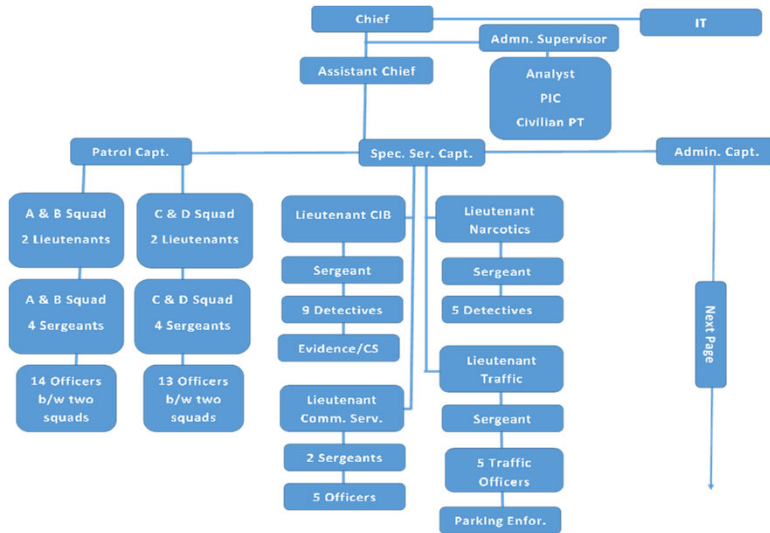 Chief
IT
Admn. Supervisor
Assistant Chief
Analyst
PIC
Civilian PT
Patrol Capt.
Spec. Ser. Capt.
Admin. Capt.
A & B Squad
2 Lieutenants
C & D Squad
2 Lieutenants
Lieutenant CIB
Lieutenant
Narcotics
Sergeant
Sergeant
A & B Squad
4 Sergeants
C & D Squad
4 Sergeants
9 Detectives
5 Detectives
Next Page
Evidence/CS
14 Officers
b/w two
squads
13 Officers
b/w two
squads
Lieutenant
Traffic
Lieutenant
Comm. Serv.
Sergeant
2 Sergeants
5 Traffic
Officers
5 Officers
Parking Enfor.